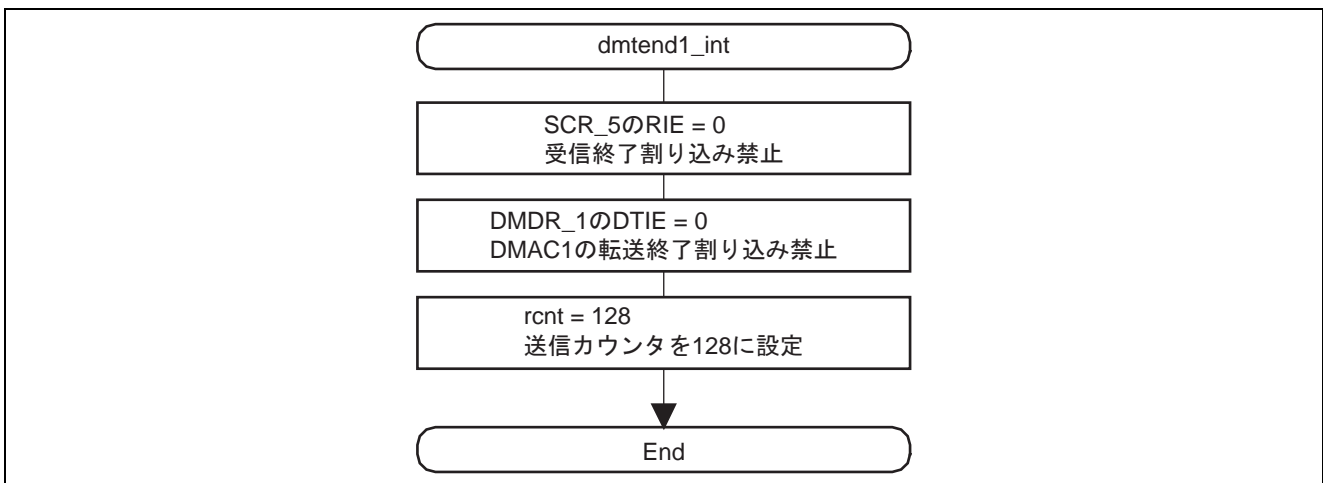 dmtend1_int
SCR_5のRIE = 0
受信終了割り込み禁止
DMDR_1のDTIE = 0
DMAC1の転送終了割り込み禁止
rcnt = 128
送信カウンタを128に設定
End